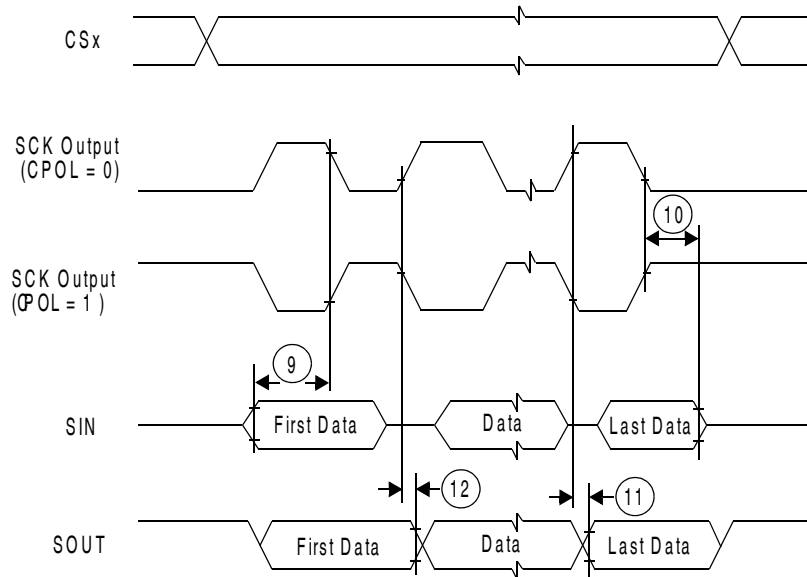 CSx
SCK Output
(CPOL = 0)
10
SCK Output
(CPOL = 1 )
9
SIN
First Data
Data
Last Data
12
11
SOUT
First Data
Data
Last Data